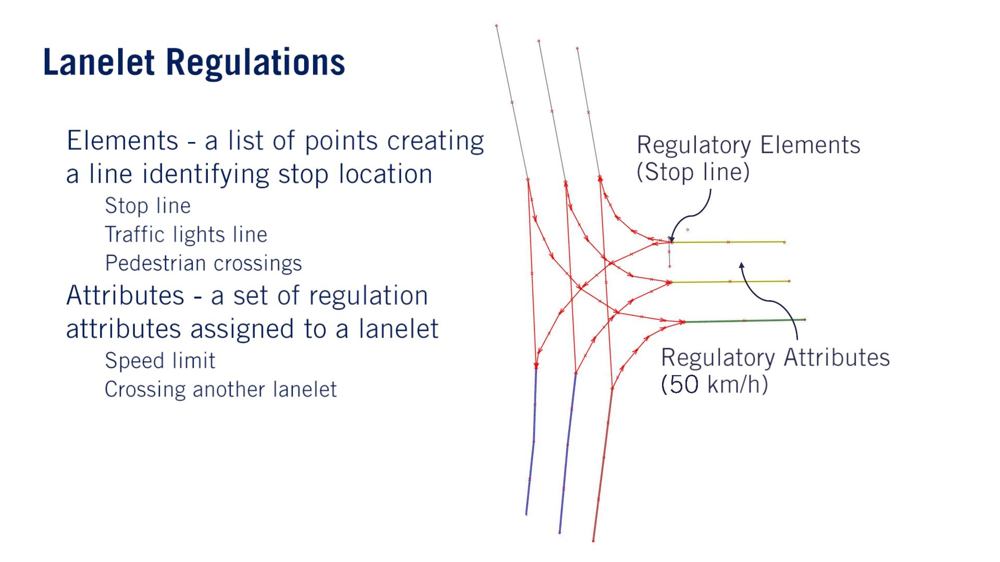 Lanelet Regulations
Elements - a list of points creating
a line identifying stop location
Stop line
Traffic lights line
Pedestrian crossings
Attributes - a set of regulation
attributes assigned to a lanelet
Speed limit
Crossing another lanelet
Regulatory Elements
(Stop line)
Regulatory Attributes
(50 km/h)